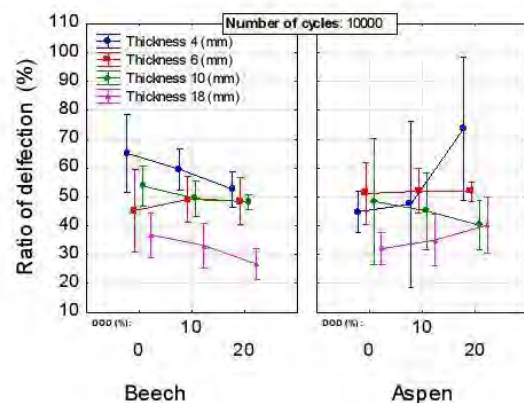 Number of cycles: 10000
Ratio of delfection (%)
110
100
90
80
70
60
50
40
30
20
10
Thickness 4 (mm)
Thickness 6 (mm)
Thickness 10 (mm)
Thickness 18 (mm)
DOD (%):
0
10
20
DOD (%):
0
10
20
Beech
Aspen